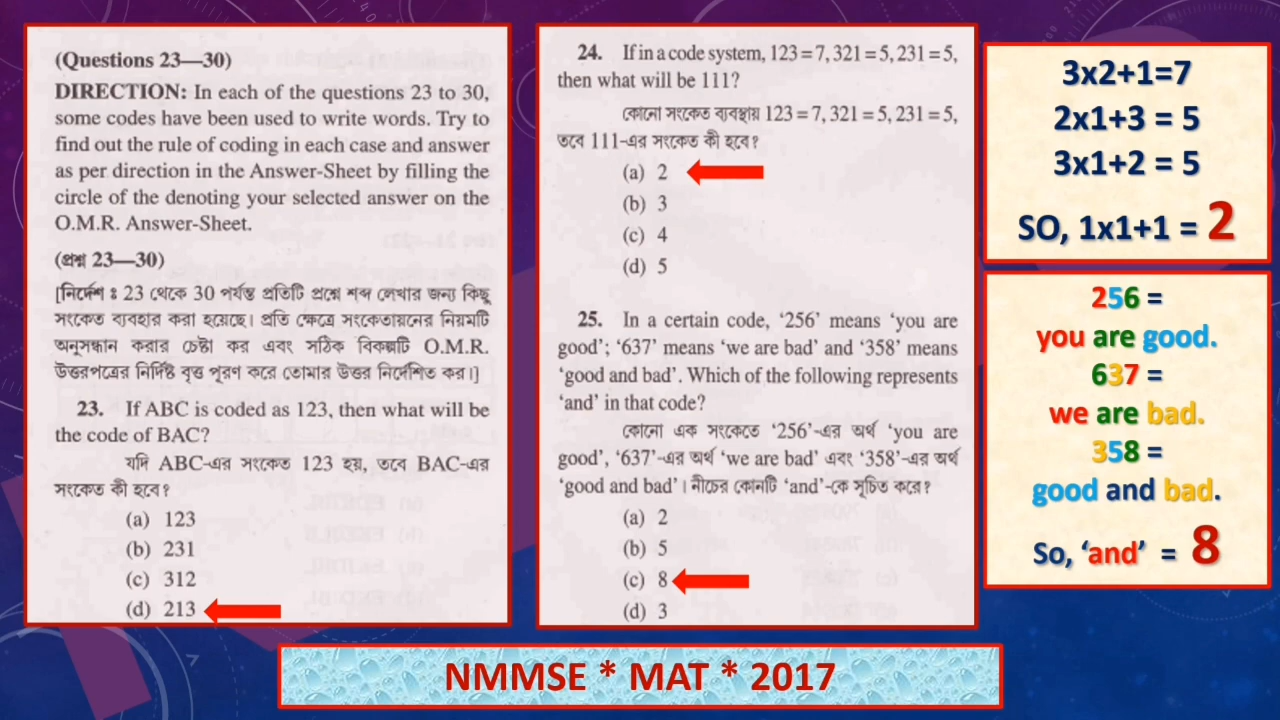 (Questions 23—30)
DIRECTION: In each of the questions 23 to 30,
some codes have been used to write words. Try to
find out the rule of coding in each case and answer
as per direction in the Answer-Sheet by filling the
circle of the denoting your selected answer on the
O.M.R. Answer-Sheet.
(প্রশ্ন 23—30)
[নির্দেশ ঃ 23 থেকে 30 পর্যন্ত প্রতিটি প্রশ্নে শব্দ লেখার জন্য কিছু
সংকেত ব্যবহার করা হয়েছে। প্রতি ক্ষেত্রে সংকেতায়নের নিয়মটি
অনুসন্ধান করার চেষ্টা কর এবং সঠিক বিকল্পটি O.M.R.
উত্তরপত্রের নির্দিষ্ট বৃত্ত পূরণ করে তোমার উত্তর নির্দেশিত কর।]
23. If ABC is coded as 123, then what will be
the code of BAC?
যদি ABC-এর সংকেত 123 হয়, তবে BAC-এর
সংকেত কী হবে?
(a) 123
(b) 231
(c) 312
(d) 213
24. If in a code system, 123=7, 321=5, 231=5,
then what will be 111?
কোনো সংকেত ব্যবস্থায় 123=7, 321=5, 231=5,
তবে 111-এর সংকেত কী হবে?
(a) 2
(b) 3
(c) 4
(d) 5
25. In a certain code, ‘256’ means ‘you are
good’; ‘637’ means ‘we are bad’ and ‘358’ means
‘good and bad’. Which of the following represents
‘and’ in that code?
কোনো এক সংকেতে ‘256’-এর অর্থ ‘you are
good’, ‘637’-এর অর্থ ‘we are bad’ এবং ‘358’-এর অর্থ
‘good and bad’। নীচের কোনটি ‘and’-কে সূচিত করে?
(a) 2
(b) 5
(c) 8
(d) 3
3x2+1=7
2x1+3 = 5
3x1+2 = 5
SO, 1x1+1 = 2
256 =
you are good.
637 =
we are bad.
358 =
good and bad.
So, ‘and’ = 8
NMMSE * MAT * 2017